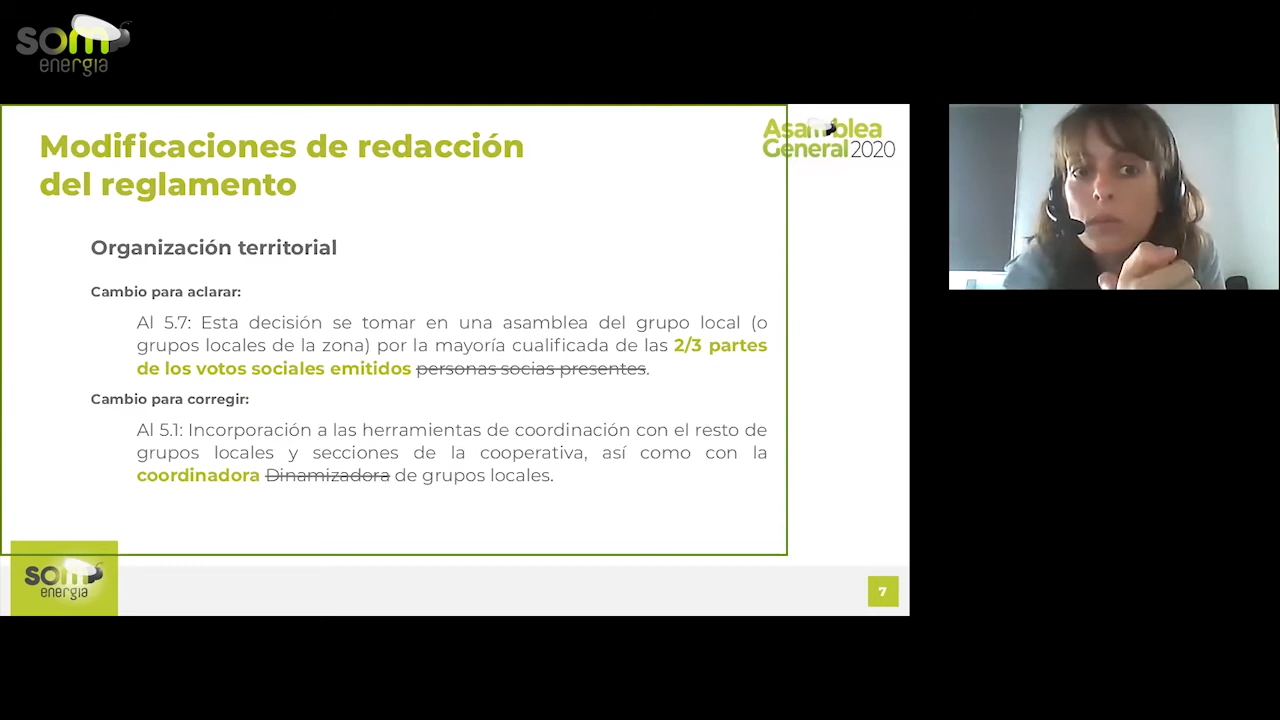 som
energia
Modificaciones de redacción
del reglamento
Asamblea
General 2020
Organización territorial
Cambio para aclarar:
Al 5.7: Esta decisión se tomar en una asamblea del grupo local (o
grupos locales de la zona) por la mayoría cualificada de las 2/3 partes
de los votos sociales emitidos personas socias presentes.
Cambio para corregir:
Al 5.1: Incorporación a las herramientas de coordinación con el resto de
grupos locales y secciones de la cooperativa, así como con la
coordinadora Dinamizadora de grupos locales.
som
energia
7